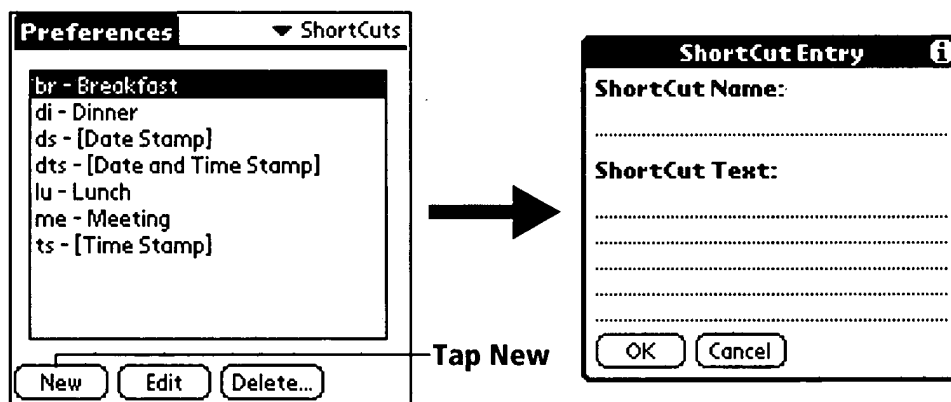 Preferences
ShortCuts
br - Breakfast
di - Dinner
ds - [Date Stamp]
dts - [Date and Time Stamp]
lu - Lunch
me - Meeting
ts - [Time Stamp]
New
Edit
Delete...
Tap New
ShortCut Entry
i
ShortCut Name:
ShortCut Text:
OK
Cancel